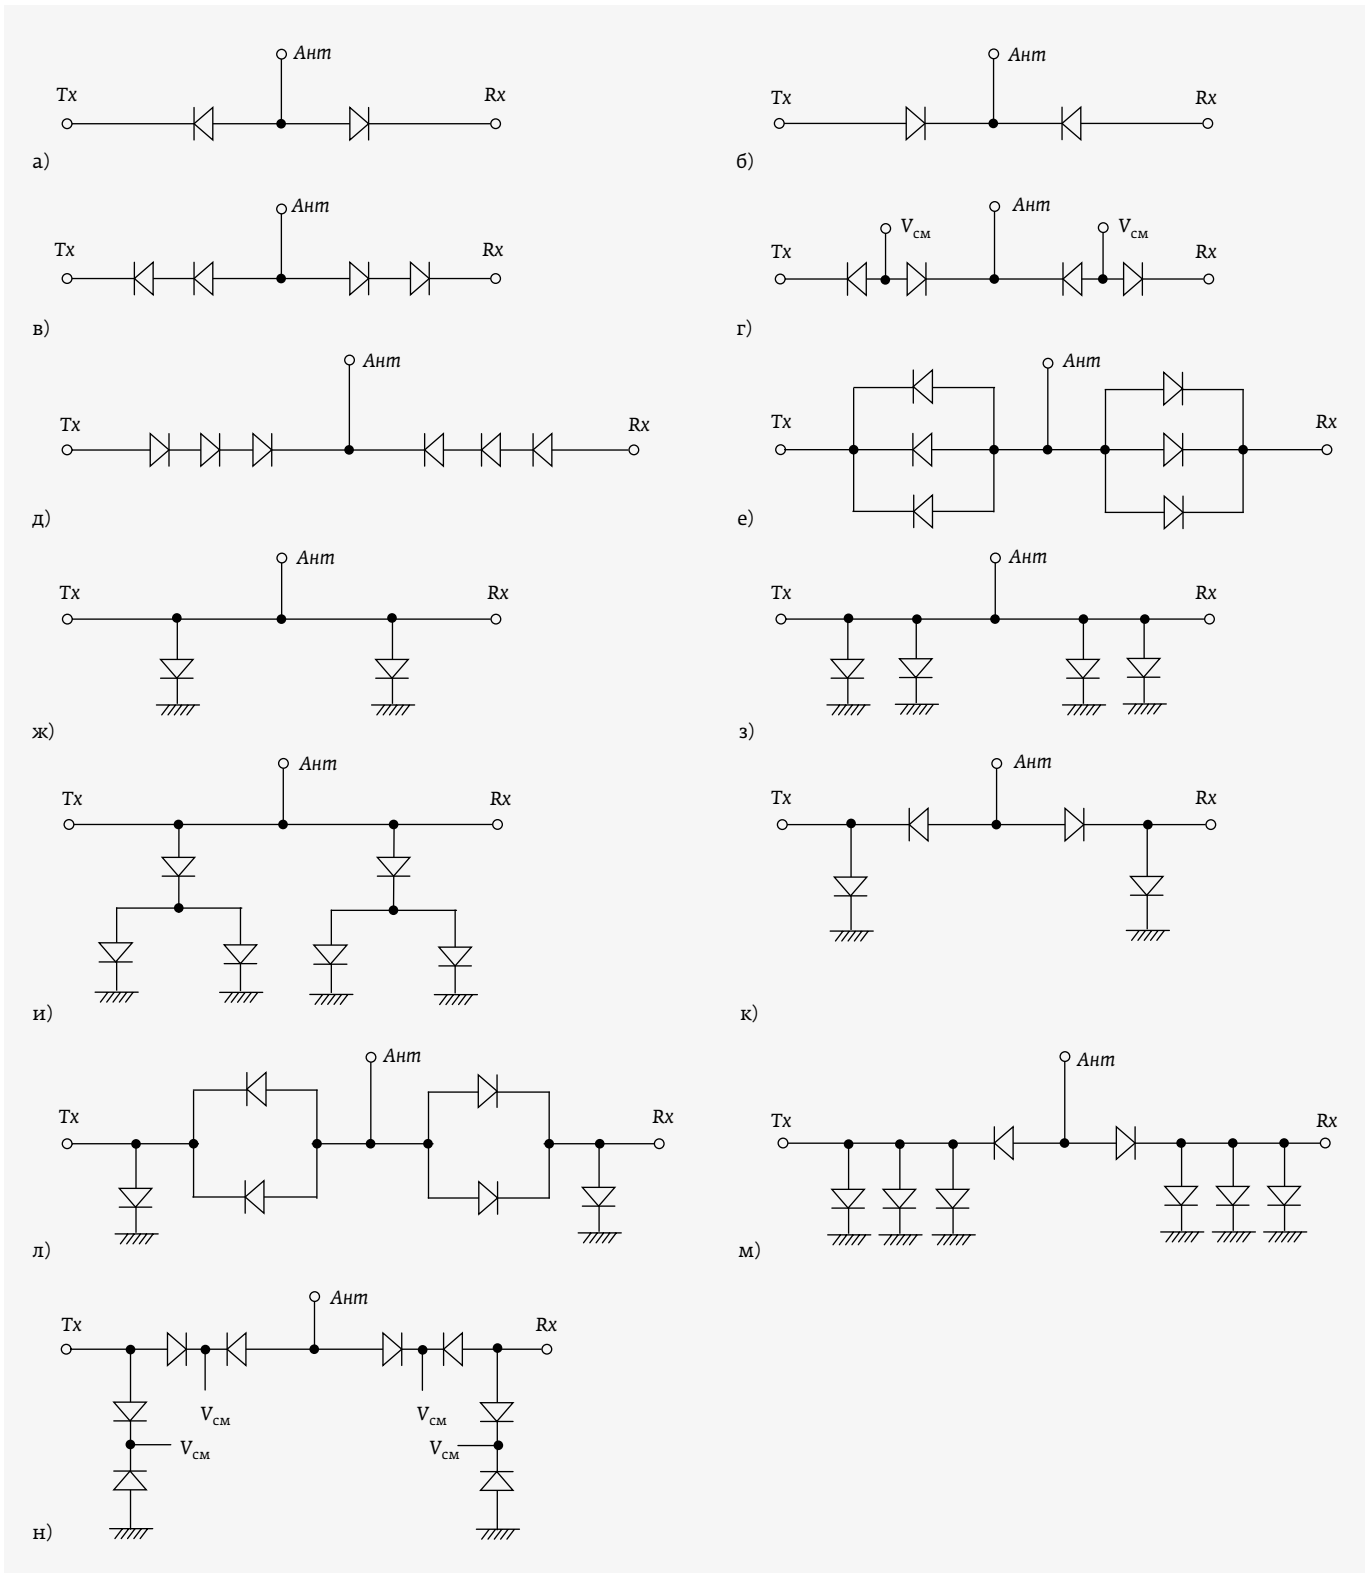 Ант
Tx
Rx
а)
Ант
Tx
Rx
б)
Ант
Tx
Rx
в)
Ант
Vсм
Vсм
Tx
Rx
г)
Ант
Tx
Rx
д)
Ант
Tx
Rx
е)
Ант
Tx
Rx
ж)
Ант
Tx
Rx
з)
Ант
Tx
Rx
и)
Ант
Tx
Rx
к)
Ант
Tx
Rx
л)
Ант
Tx
Rx
м)
Ант
Tx
Rx
Vсм
Vсм
Vсм
Vсм
н)